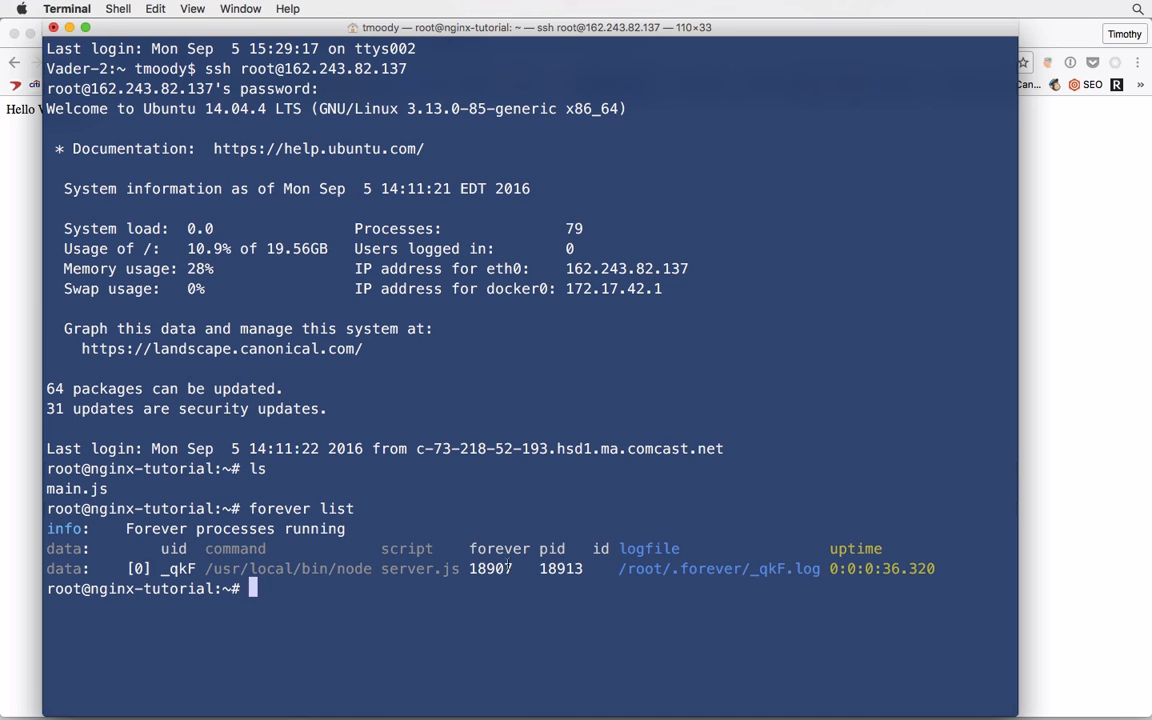 Terminal Shell Edit View Window Help
tmoody — root@nginx-tutorial: ~ — ssh root@162.243.82.137 — 110×33
Timothy
Can... SEO R »
citi
Hello
Last login: Mon Sep  5 15:29:17 on ttys002
Vader-2:~ tmoody$ ssh root@162.243.82.137
root@162.243.82.137's password:
Welcome to Ubuntu 14.04.4 LTS (GNU/Linux 3.13.0-85-generic x86_64)
* Documentation:  https://help.ubuntu.com/
System information as of Mon Sep  5 14:11:21 EDT 2016
System load:  0.0                Processes:              79
Usage of /:   10.9% of 19.56GB   Users logged in:        0
Memory usage: 28%                IP address for eth0:    162.243.82.137
Swap usage:   0%                 IP address for docker0: 172.17.42.1
Graph this data and manage this system at:
https://landscape.canonical.com/
64 packages can be updated.
31 updates are security updates.
Last login: Mon Sep  5 14:11:22 2016 from c-73-218-52-193.hsd1.ma.comcast.net
root@nginx-tutorial:~# ls
main.js
root@nginx-tutorial:~# forever list
info:    Forever processes running
data:        uid  command             script    forever pid   id logfile                 uptime
data:    [0] _qkF /usr/local/bin/node server.js 18907   18913    /root/.forever/_qkF.log 0:0:0:36.320
root@nginx-tutorial:~#